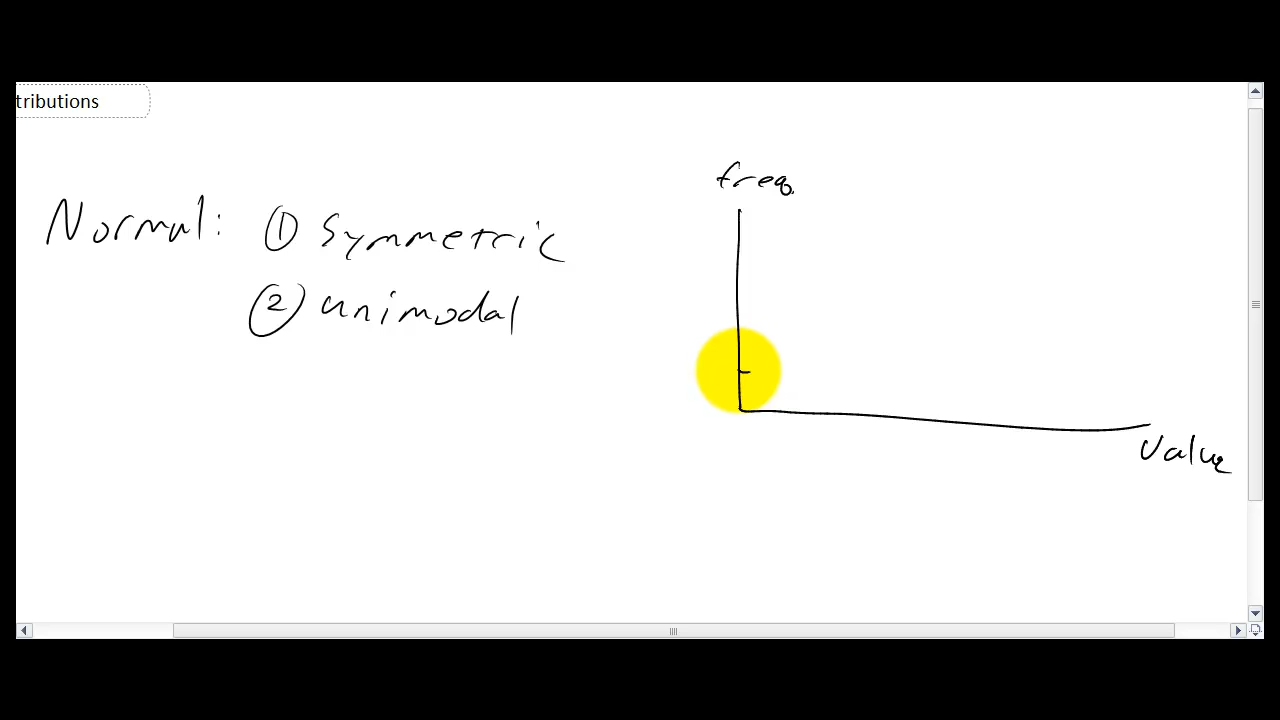 tributions
freq.
Normal: ① Symmetric
② unimodal
Value